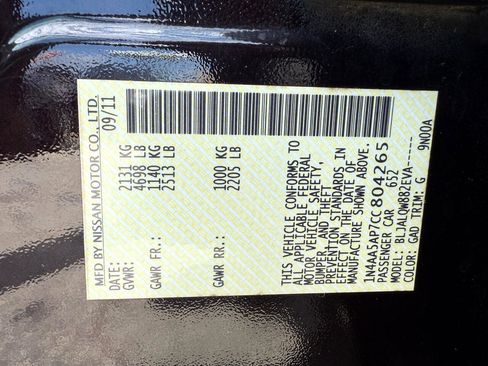 MFD BY NISSAN MOTOR CO., LTD.
DATE: 09/11
GVWR: 2131 KG
4698 LB
GAWR FR: 1140 KG
2513 LB
GAWR RR: 1000 KG
2205 LB
THIS VEHICLE CONFORMS TO
ALL APPLICABLE FEDERAL
MOTOR VEHICLE SAFETY,
BUMPER, AND THEFT
PREVENTION STANDARDS IN
EFFECT ON THE DATE OF
MANUFACTURE SHOWN ABOVE.
1N4AA5AP7CC804265
PASSENGER CAR 652
MODEL: BLJALQW882EVA-----
COLOR: GAD TRIM: G 9N00A